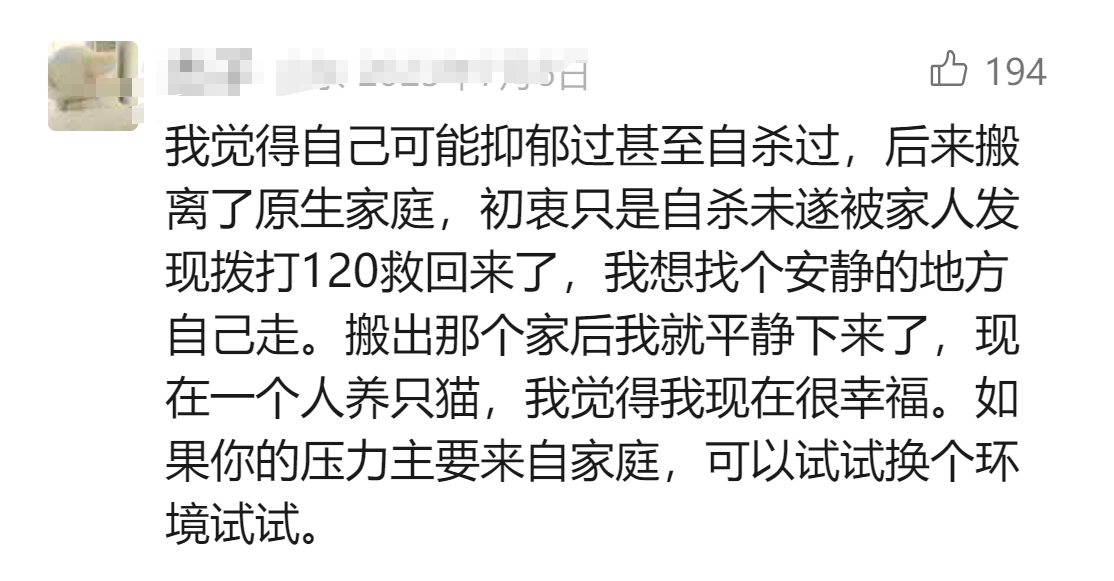 194
我觉得自己可能抑郁过甚至自杀过，后来搬
离了原生家庭，初衷只是自杀未遂被家人发
现拨打120救回来了，我想找个安静的地方
自己走。搬出那个家后我就平静下来了，现
在一个人养只猫，我觉得我现在很幸福。如
果你的压力主要来自家庭，可以试试换个环
境试试。